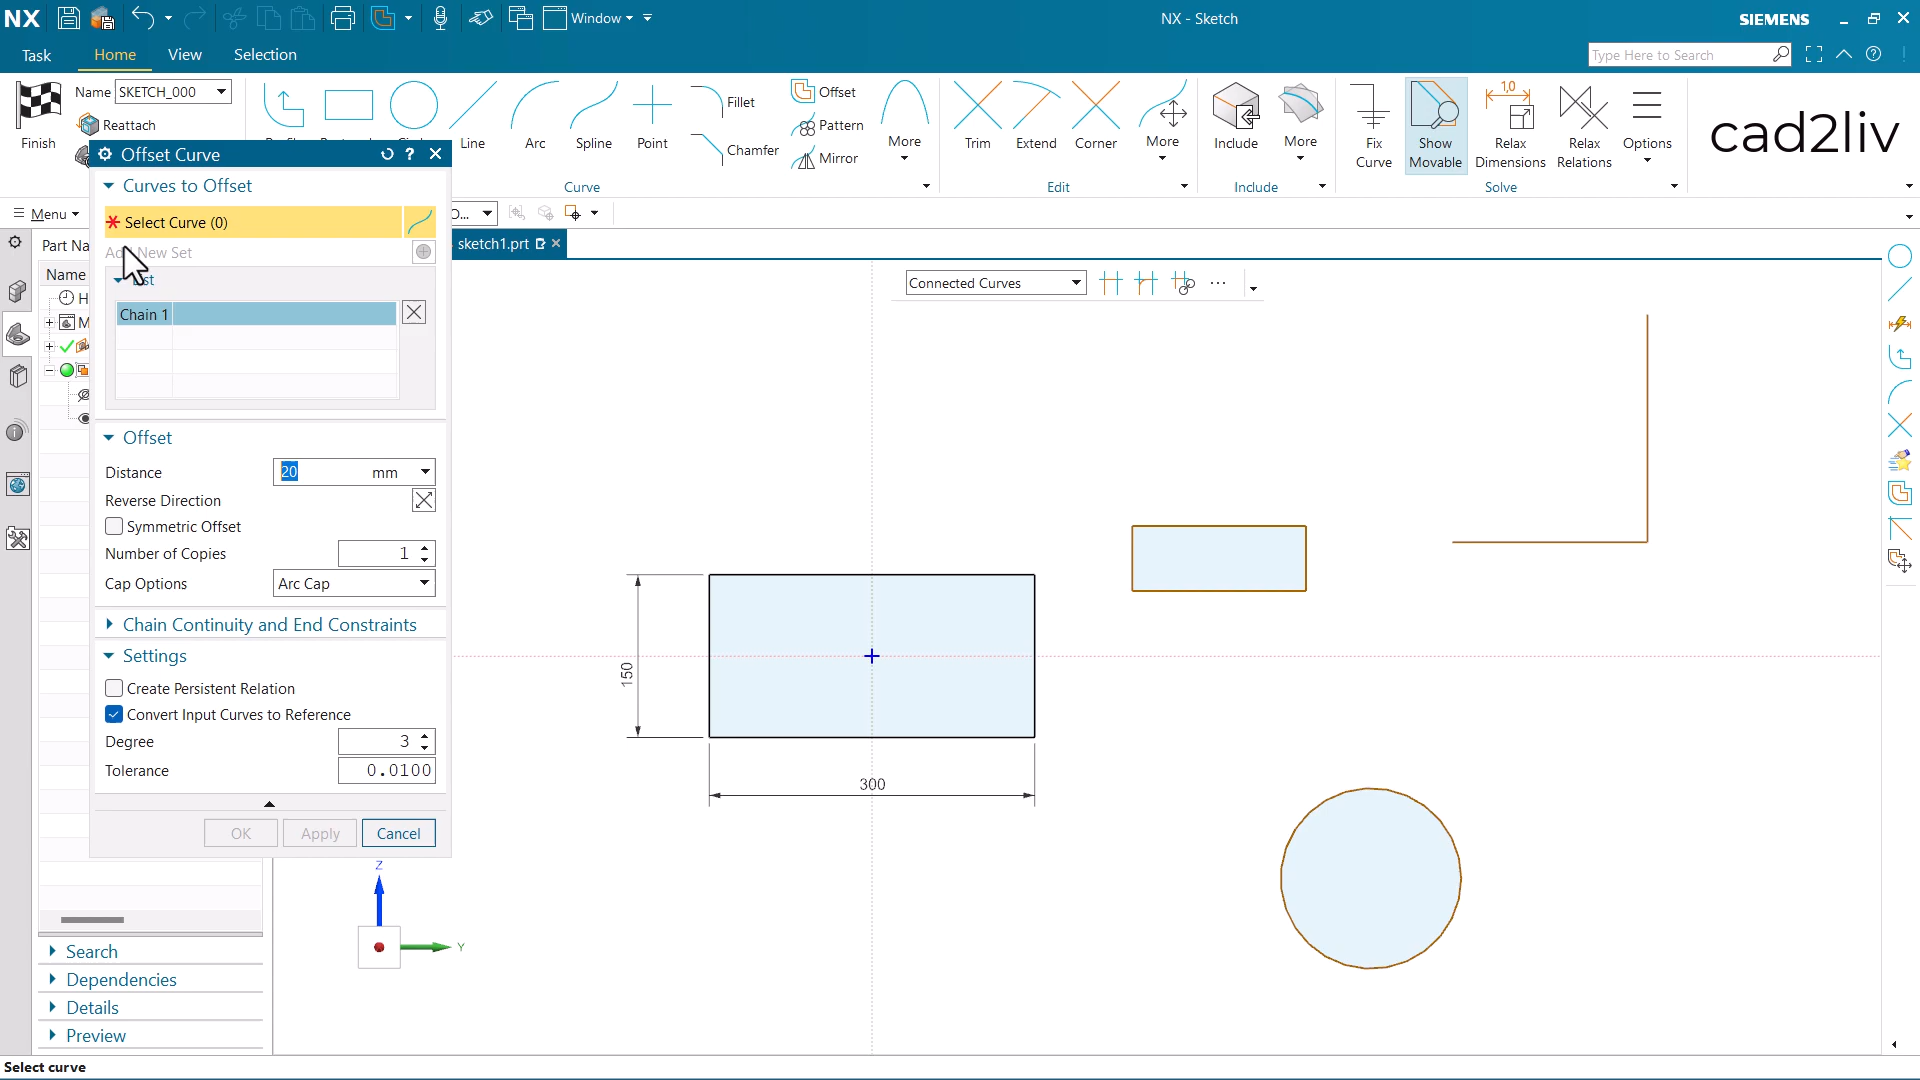 NX
Window
NX - Sketch
SIEMENS
Task
Home
View
Selection
Type Here to Search
Finish
Name
SKETCH_000
Reattach
Line
Arc
Spline
Point
Fillet
Chamfer
Offset
Pattern
Mirror
More
Curve
Trim
Extend
Corner
More
Edit
Include
More
Include
Fix Curve
Show Movable
1,0
Relax Dimensions
Relax Relations
Options
Solve
cad2liv
Menu
O...
Part Na
Name
H
M
sketch1.prt
Connected Curves
Offset Curve
Curves to Offset
* Select Curve (0)
Add New Set
List
Chain 1
Offset
Distance
20 mm
Reverse Direction
Symmetric Offset
Number of Copies
1
Cap Options
Arc Cap
Chain Continuity and End Constraints
Settings
Create Persistent Relation
Convert Input Curves to Reference
Degree
3
Tolerance
0.0100
OK
Apply
Cancel
150
300
Z
Y
Search
Dependencies
Details
Preview
Select curve